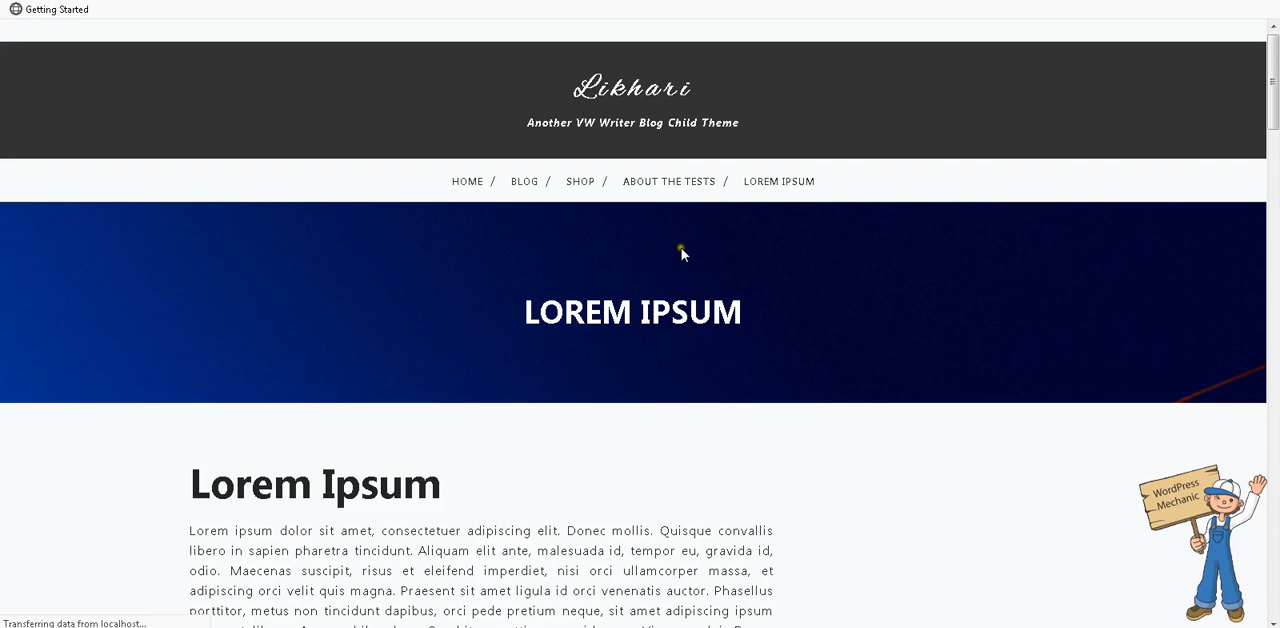 Getting Started
Likhari
Another VW Writer Blog Child Theme
HOME / BLOG / SHOP / ABOUT THE TESTS / LOREM IPSUM
LOREM IPSUM
Lorem Ipsum
Lorem ipsum dolor sit amet, consectetuer adipiscing elit. Donec mollis. Quisque convallis
libero in sapien pharetra tincidunt. Aliquam elit ante, malesuada id, tempor eu, gravida id,
odio. Maecenas suscipit, risus et eleifend imperdiet, nisi orci ullamcorper massa, et
adipiscing orci velit quis magna. Praesent sit amet ligula id orci venenatis auctor. Phasellus
porttitor, metus non tincidunt dapibus, orci pede pretium neque, sit amet adipiscing ipsum
WordPress
Mechanic
Transferring data from localhost...